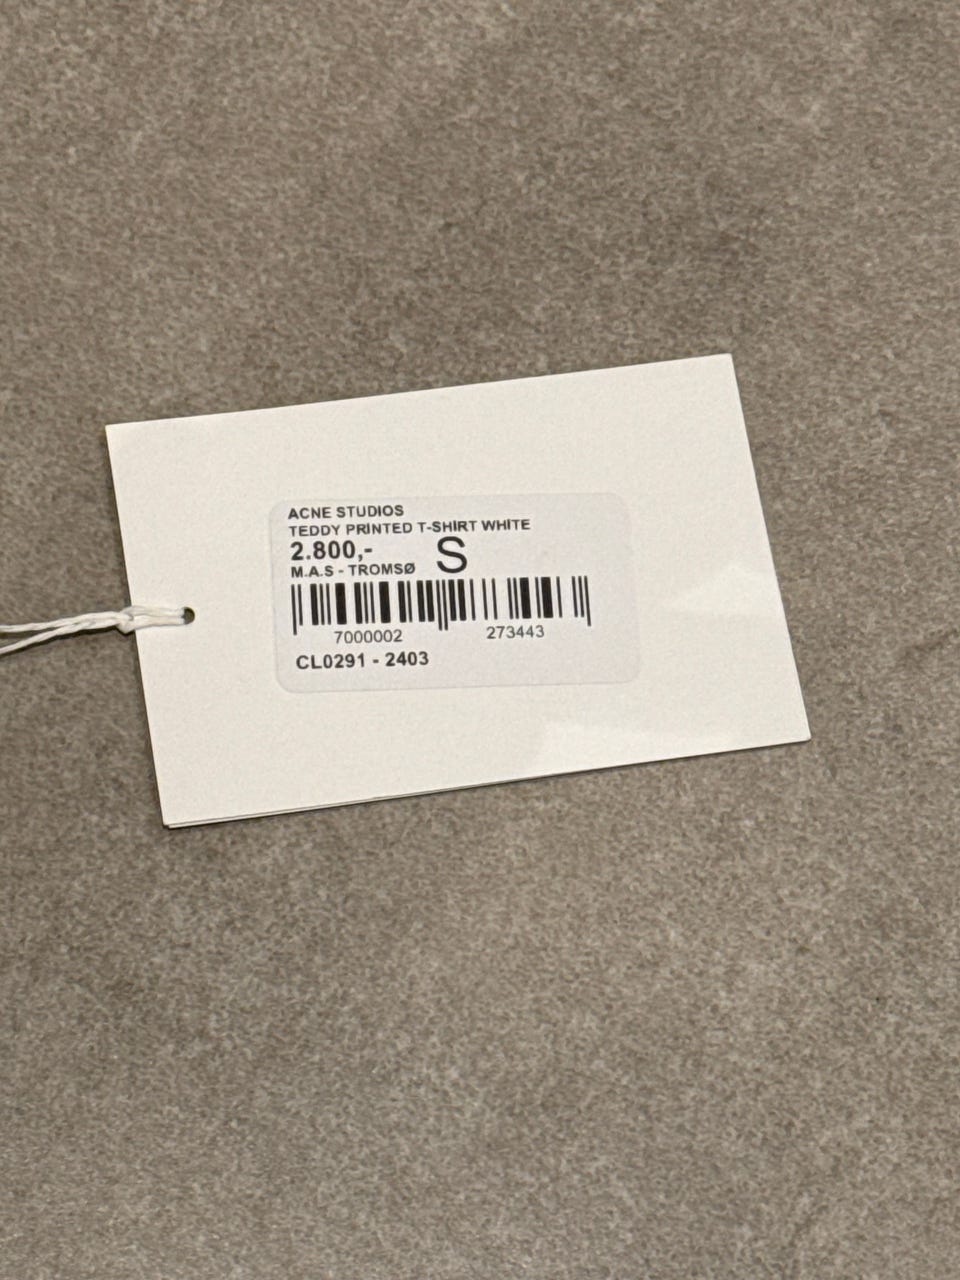 ACNE STUDIOS
TEDDY PRINTED T-SHIRT WHITE
2.800,- S
M.A.S - TROMSØ
7000002 273443
CL0291 - 2403